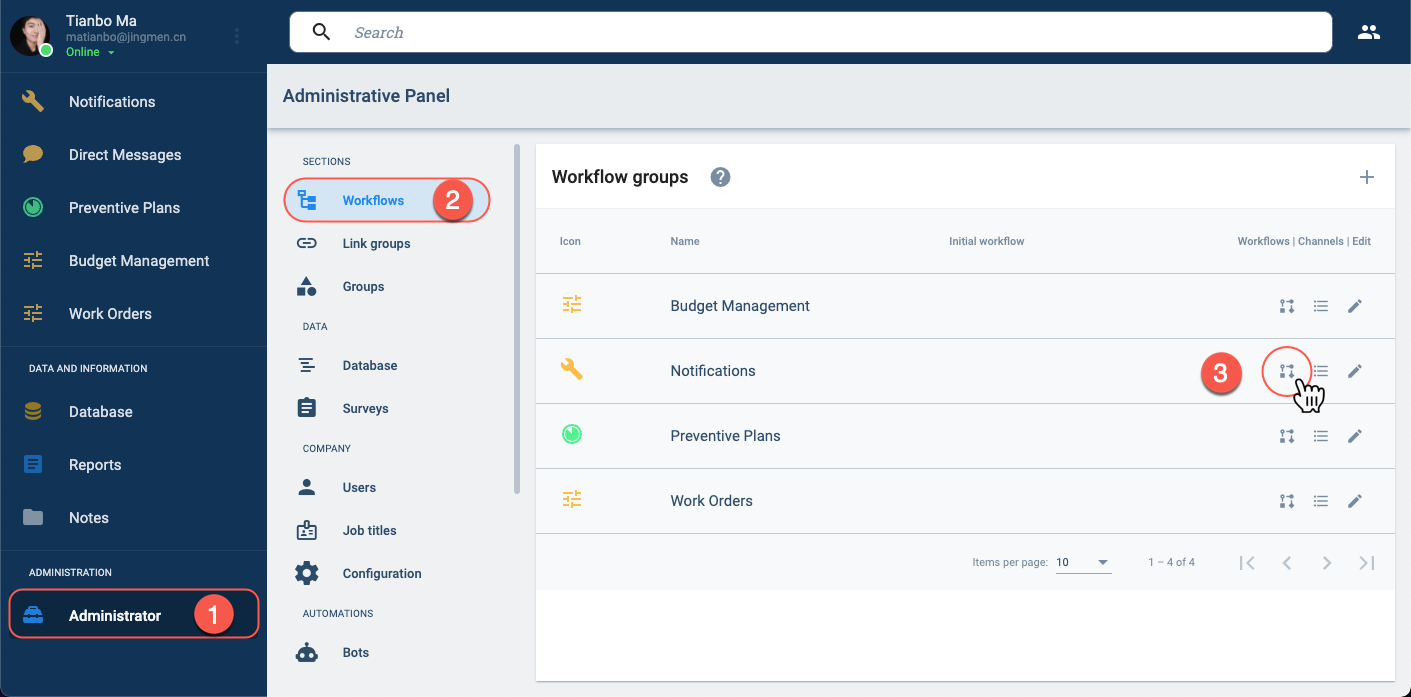 Tianbo Ma
matianbo@jingmen.cn
Online
Notifications
Direct Messages
Preventive Plans
Budget Management
Work Orders
DATA AND INFORMATION
Database
Reports
Notes
ADMINISTRATION
Administrator 1
Search
Administrative Panel
SECTIONS
Workflows 2
Link groups
Groups
DATA
Database
Surveys
COMPANY
Users
Job titles
Configuration
AUTOMATIONS
Bots
Workflow groups ?
Icon Name Initial workflow Workflows | Channels | Edit
Budget Management
Notifications 3
Preventive Plans
Work Orders
Items per page: 10 1 – 4 of 4